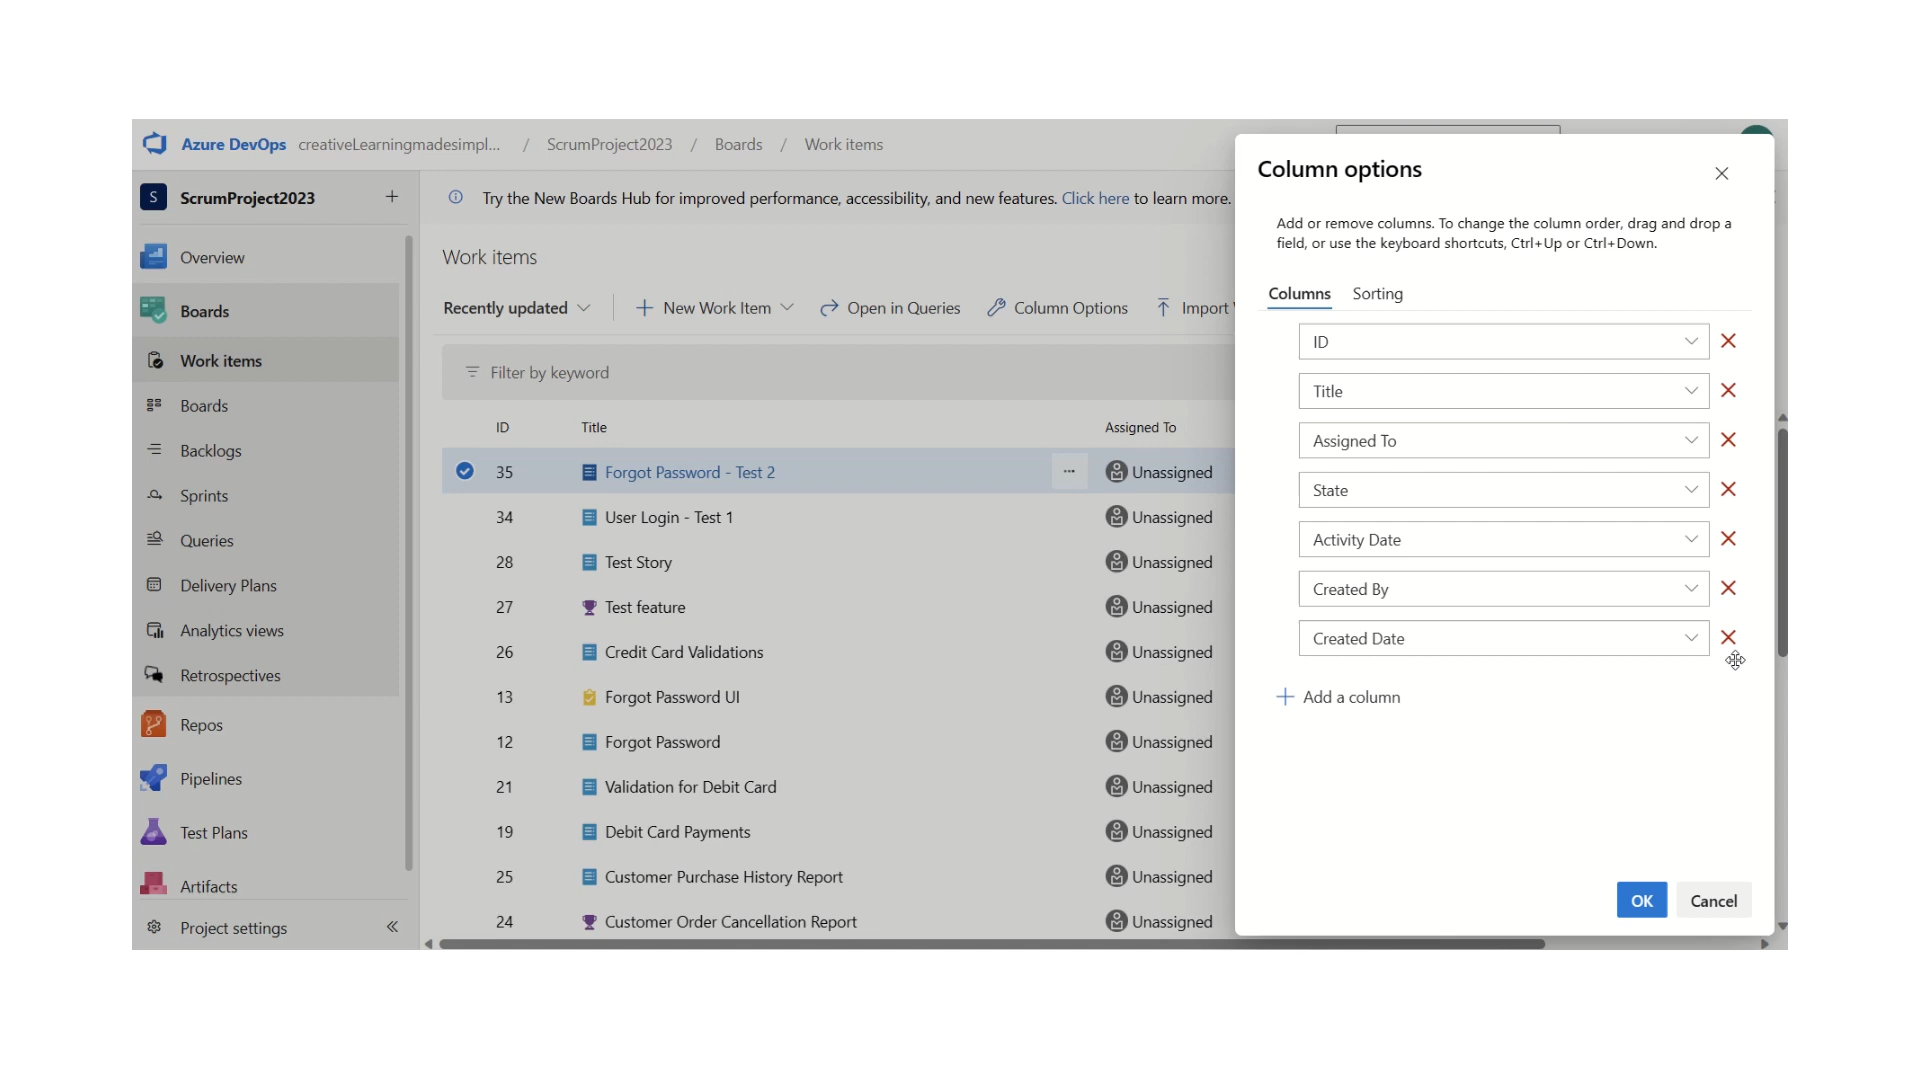 Azure DevOps creativeLearningmadesimpl... / ScrumProject2023 / Boards / Work items
S ScrumProject2023
Overview
Boards
Work items
Boards
Backlogs
Sprints
Queries
Delivery Plans
Analytics views
Retrospectives
Repos
Pipelines
Test Plans
Artifacts
Project settings
Try the New Boards Hub for improved performance, accessibility, and new features. Click here to learn more.
Work items
Recently updated New Work Item Open in Queries Column Options Import
Filter by keyword
ID Title Assigned To
35 Forgot Password - Test 2 ... Unassigned
34 User Login - Test 1 Unassigned
28 Test Story Unassigned
27 Test feature Unassigned
26 Credit Card Validations Unassigned
13 Forgot Password UI Unassigned
12 Forgot Password Unassigned
21 Validation for Debit Card Unassigned
19 Debit Card Payments Unassigned
25 Customer Purchase History Report Unassigned
24 Customer Order Cancellation Report Unassigned
Column options
Add or remove columns. To change the column order, drag and drop a
field, or use the keyboard shortcuts, Ctrl+Up or Ctrl+Down.
Columns Sorting
ID
Title
Assigned To
State
Activity Date
Created By
Created Date
Add a column
OK Cancel